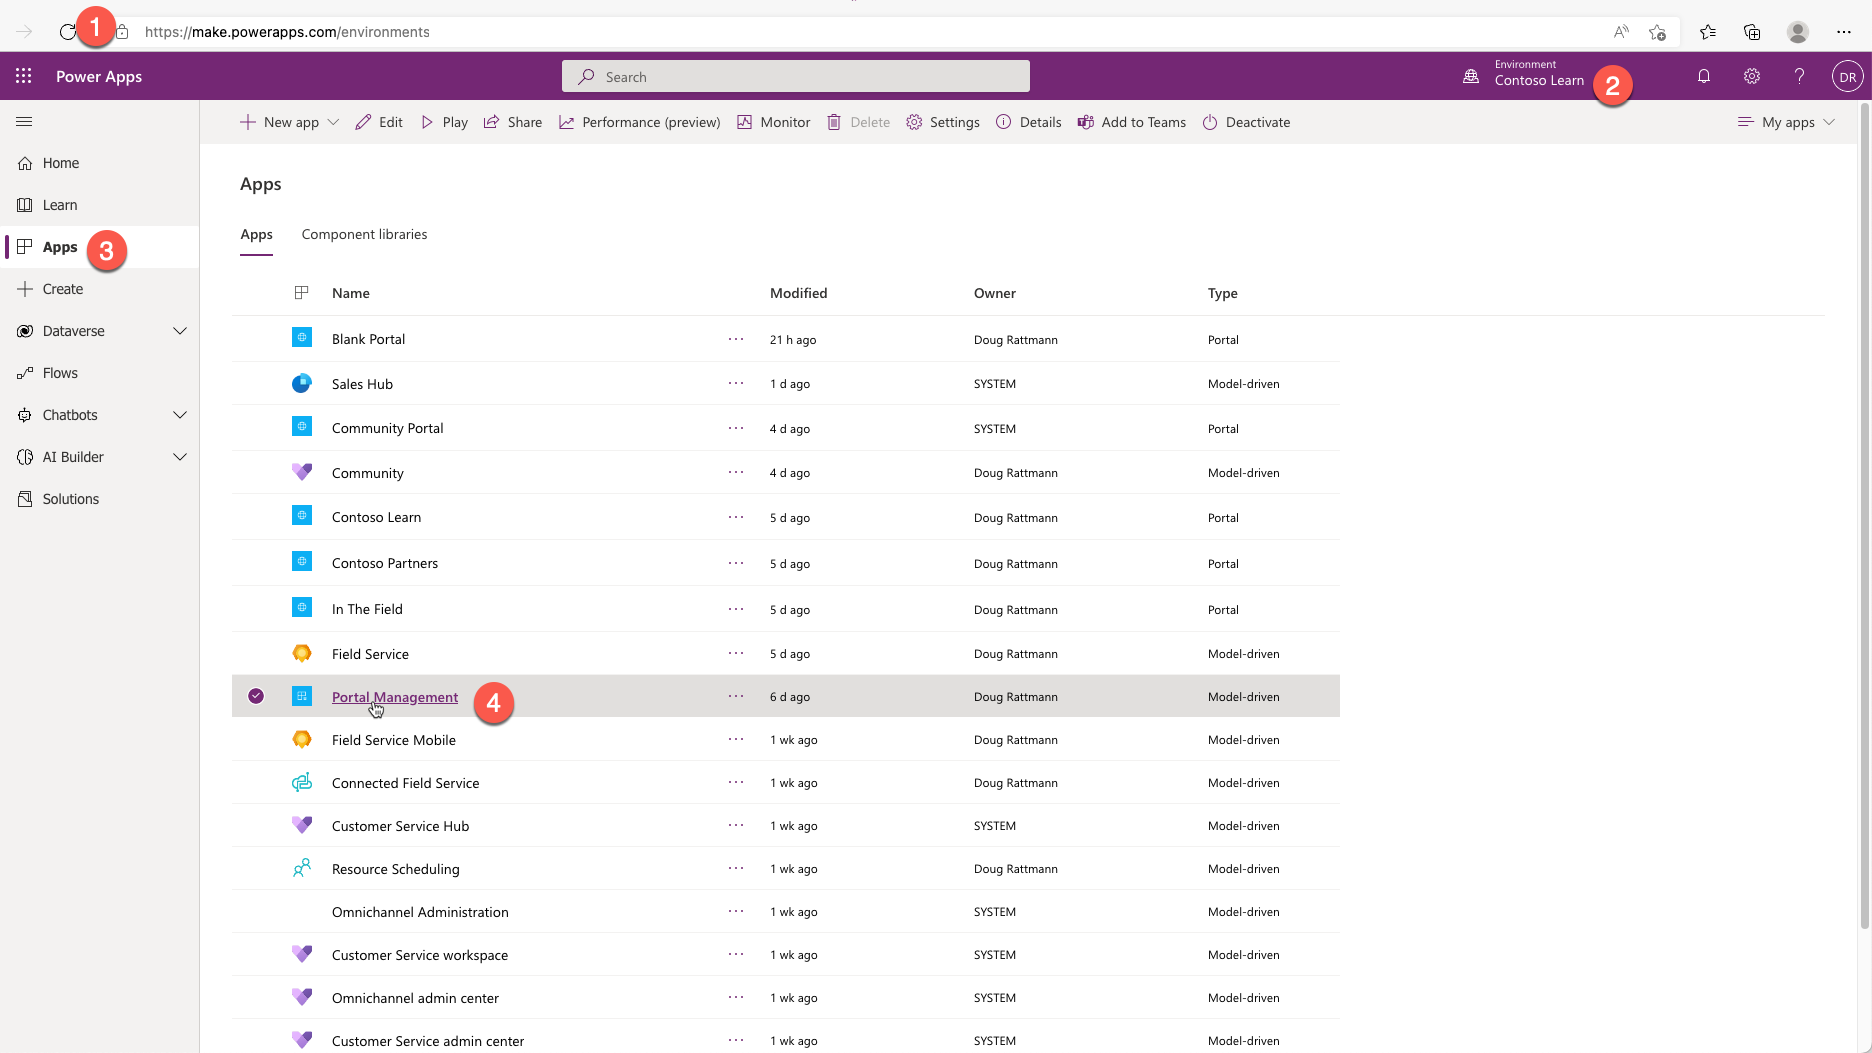 1
https://make.powerapps.com/environments
Power Apps
Search
Environment
Contoso Learn
2
?
DR
New app
Edit
Play
Share
Performance (preview)
Monitor
Delete
Settings
Details
Add to Teams
Deactivate
My apps
Home
Learn
Apps
3
Create
Dataverse
Flows
Chatbots
AI Builder
Solutions
Apps
Apps Component libraries
Name Modified Owner Type
Blank Portal ··· 21 h ago Doug Rattmann Portal
Sales Hub ··· 1 d ago SYSTEM Model-driven
Community Portal ··· 4 d ago SYSTEM Portal
Community ··· 4 d ago Doug Rattmann Model-driven
Contoso Learn ··· 5 d ago Doug Rattmann Portal
Contoso Partners ··· 5 d ago Doug Rattmann Portal
In The Field ··· 5 d ago Doug Rattmann Portal
Field Service ··· 5 d ago Doug Rattmann Model-driven
Portal Management 4 ··· 6 d ago Doug Rattmann Model-driven
Field Service Mobile ··· 1 wk ago Doug Rattmann Model-driven
Connected Field Service ··· 1 wk ago Doug Rattmann Model-driven
Customer Service Hub ··· 1 wk ago SYSTEM Model-driven
Resource Scheduling ··· 1 wk ago Doug Rattmann Model-driven
Omnichannel Administration ··· 1 wk ago SYSTEM Model-driven
Customer Service workspace ··· 1 wk ago SYSTEM Model-driven
Omnichannel admin center ··· 1 wk ago SYSTEM Model-driven
Customer Service admin center ··· 1 wk ago SYSTEM Model-driven